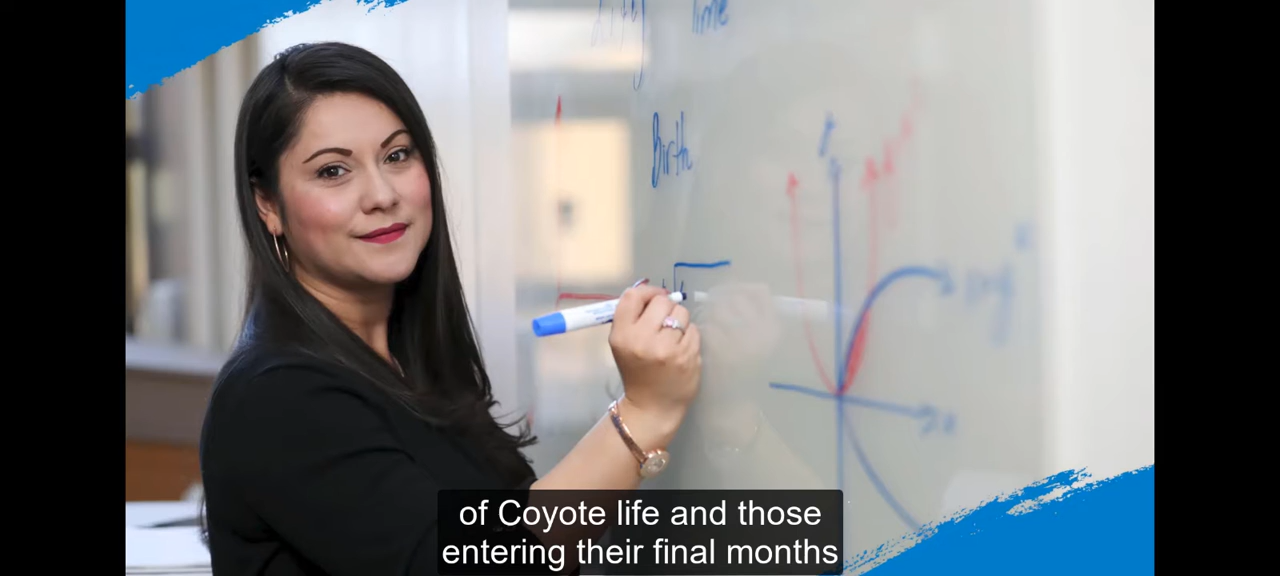 time
Birth
of Coyote life and those
entering their final months